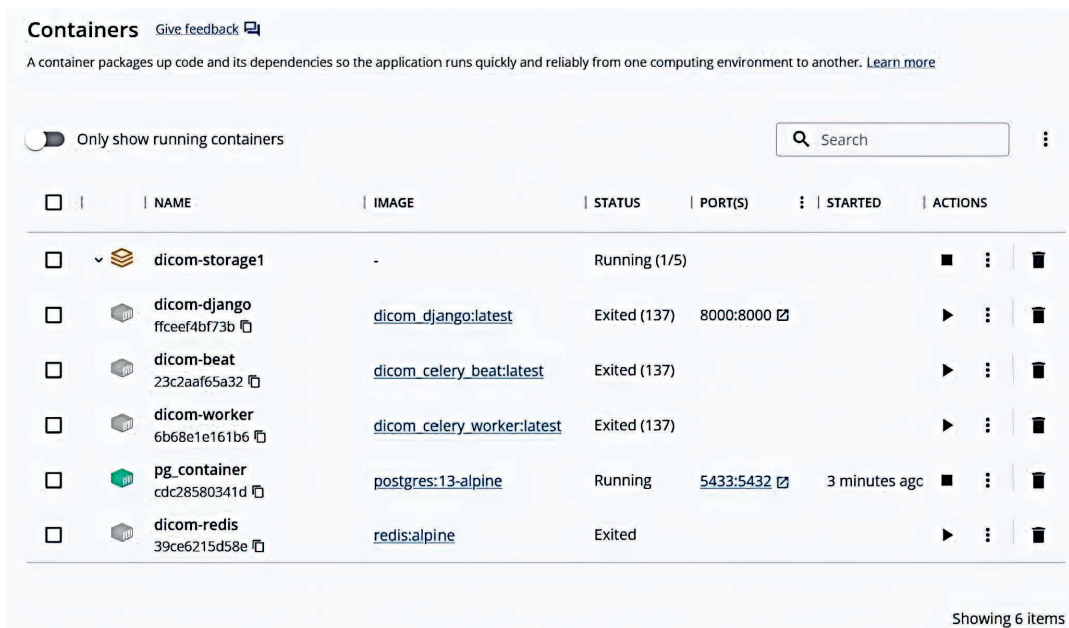 Containers Give feedback
A container packages up code and its dependencies so the application runs quickly and reliably from one computing environment to another. Learn more
Only show running containers
Search
NAME IMAGE STATUS PORT(S) STARTED ACTIONS
dicom-storage1 - Running (1/5)
dicom-django
ffceef4bf73b dicom_django:latest Exited (137) 8000:8000
dicom-beat
23c2aaf65a32 dicom_celery_beat:latest Exited (137)
dicom-worker
6b68e1e161b6 dicom_celery_worker:latest Exited (137)
pg_container
cdc28580341d postgres:13-alpine Running 5433:5432 3 minutes agc
dicom-redis
39ce6215d58e redis:alpine Exited
Showing 6 items